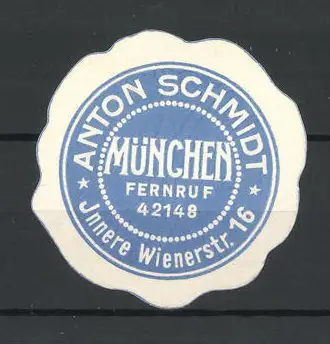 ANTON SCHMIDT
MÜNCHEN
FERNRUF
42148
Jnnere Wienerstr. 16